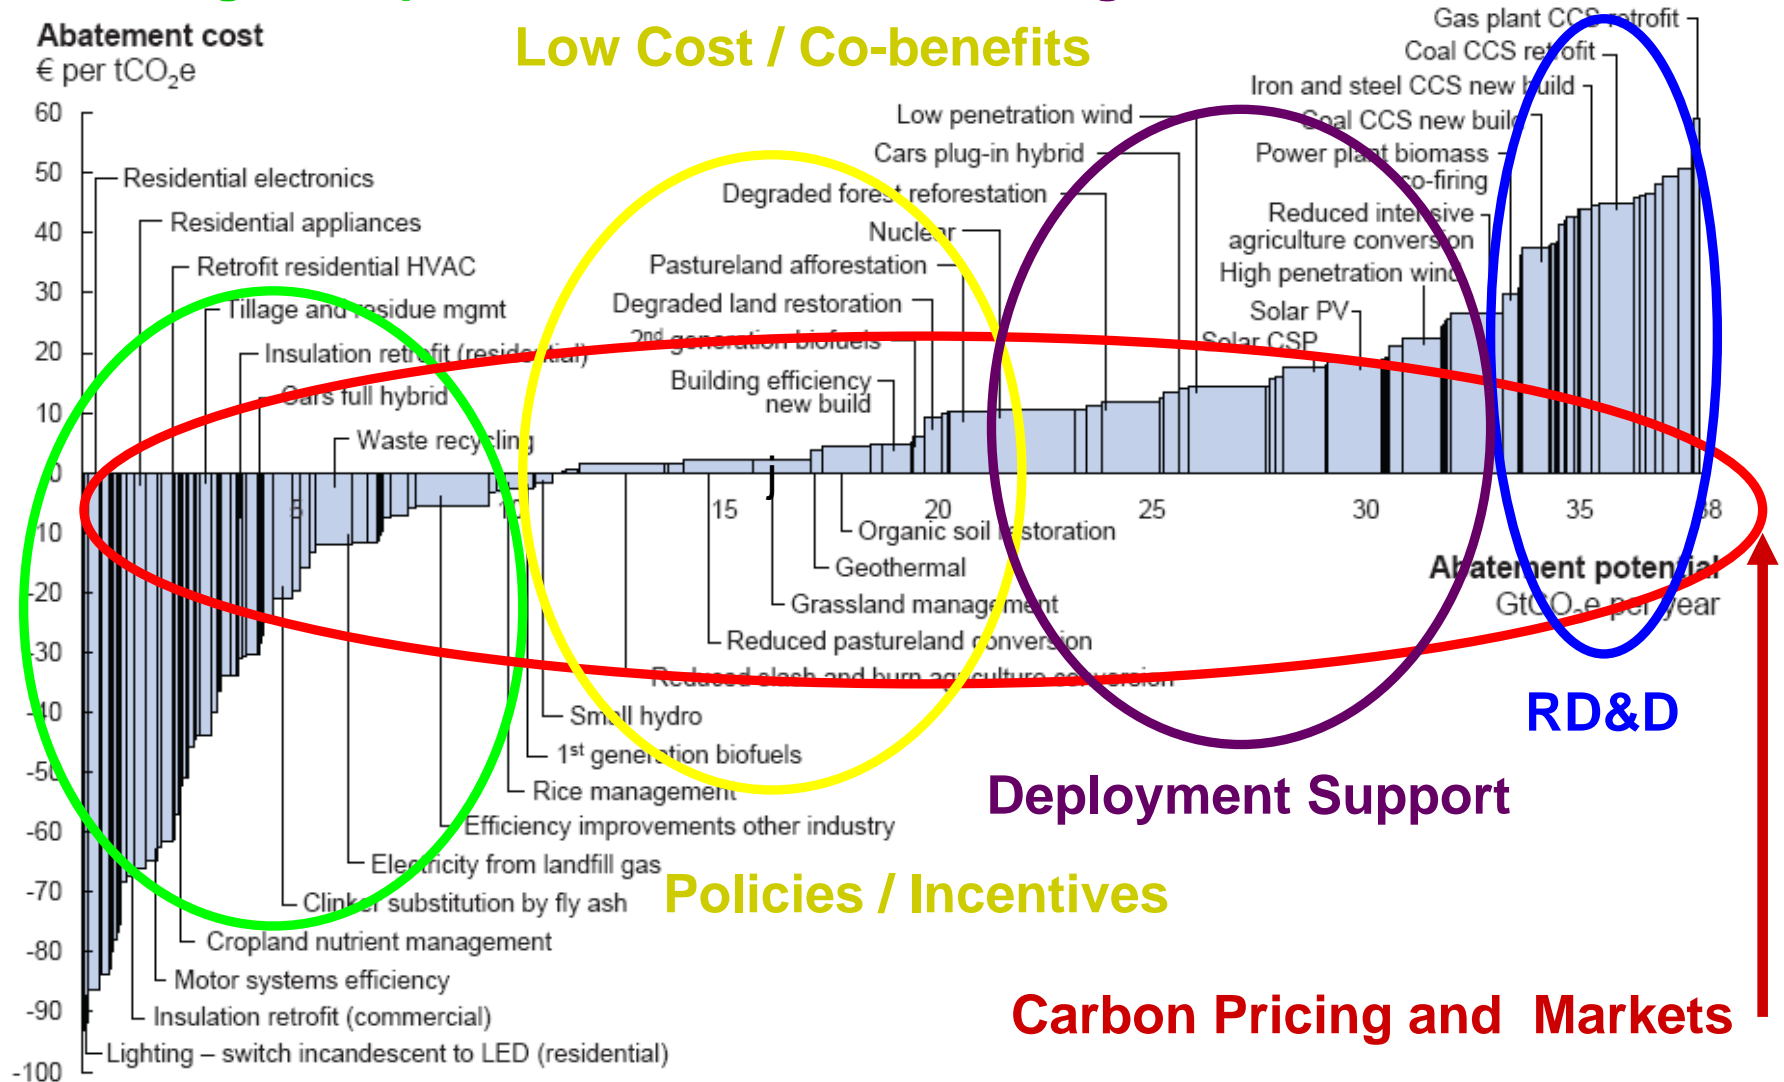 Low Cost / Co-benefits
Abatement cost
€ per tCO2e
60
50
40
30
20
10
0
10
-20
-30
-40
-50
-60
-70
-80
-90
-100
Residential electronics
Residential appliances
Retrofit residential HVAC
Tillage and residue mgmt
Insulation retrofit (residential)
Cars full hybrid
Waste recycling
Gas plant CCS retrofit
Coal CCS retrofit
Iron and steel CCS new build
Coal CCS new build
Power plant biomass
co-firing
Reduced intensive
agriculture conversion
High penetration wind
Solar PV
Solar CSP
Low penetration wind
Cars plug-in hybrid
Degraded forest reforestation
Nuclear
Pastureland afforestation
Degraded land restoration
2nd generation biofuels
Building efficiency
new build
5
10
15
20
25
30
35
38
Organic soil restoration
Geothermal
Grassland management
Reduced pastureland conversion
Reduced slash and burn agriculture conversion
Small hydro
1st generation biofuels
Rice management
Efficiency improvements other industry
Electricity from landfill gas
Clinker substitution by fly ash
Cropland nutrient management
Motor systems efficiency
Insulation retrofit (commercial)
Lighting – switch incandescent to LED (residential)
Abatement potential
GtCO2e per year
RD&D
Deployment Support
Policies / Incentives
Carbon Pricing and Markets